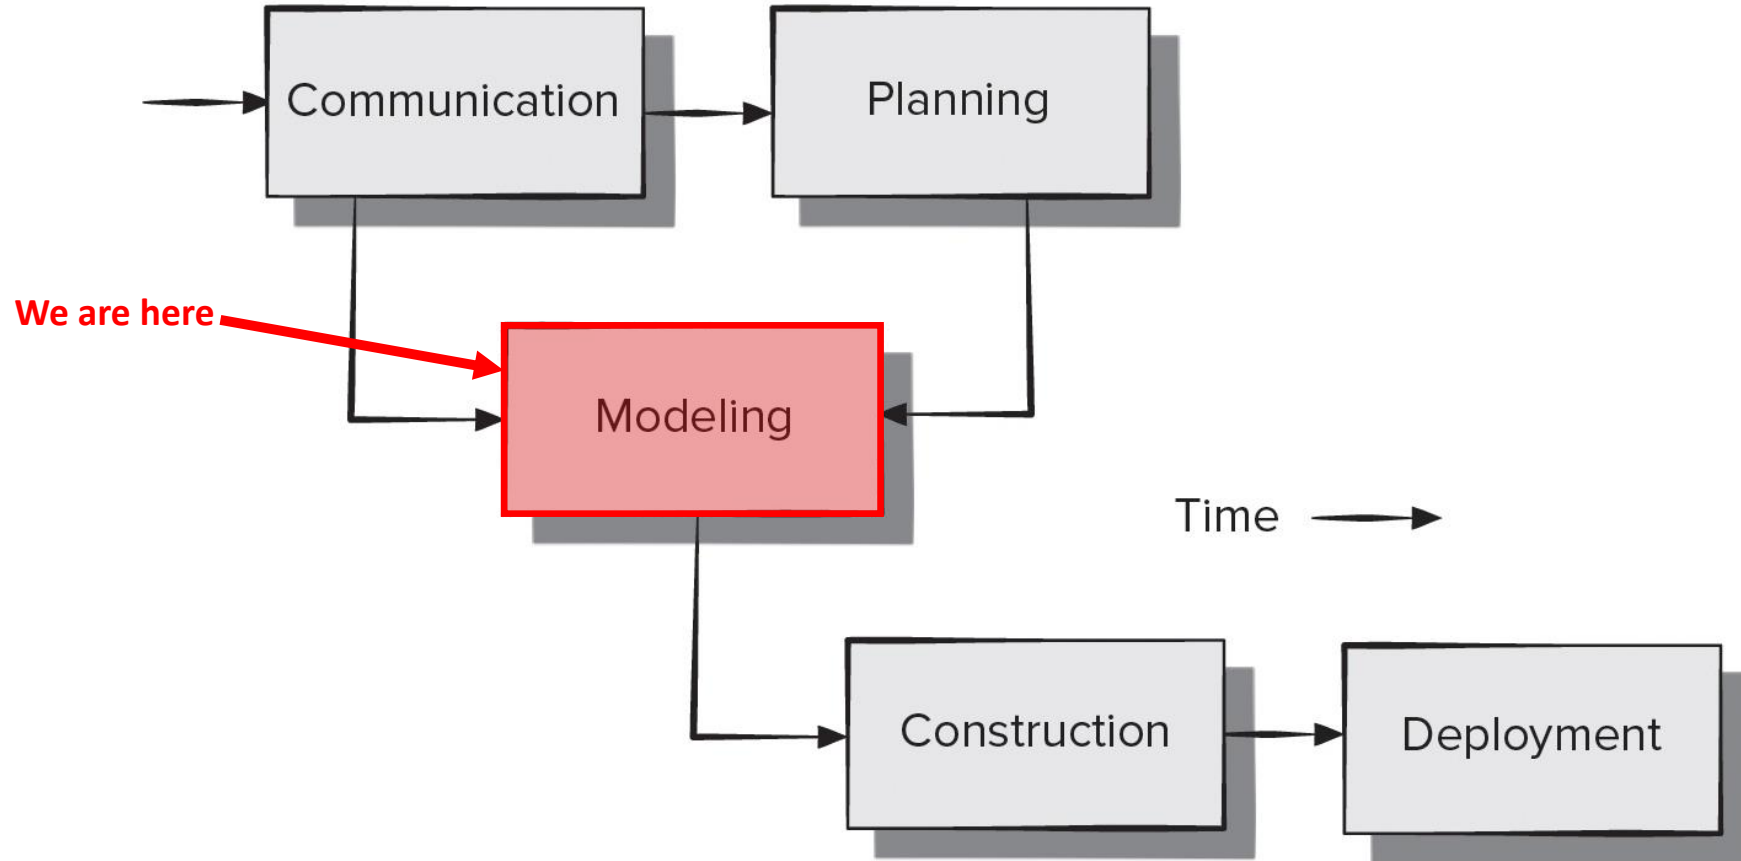 Communication
Planning
We are here
Modeling
Time
Construction
Deployment